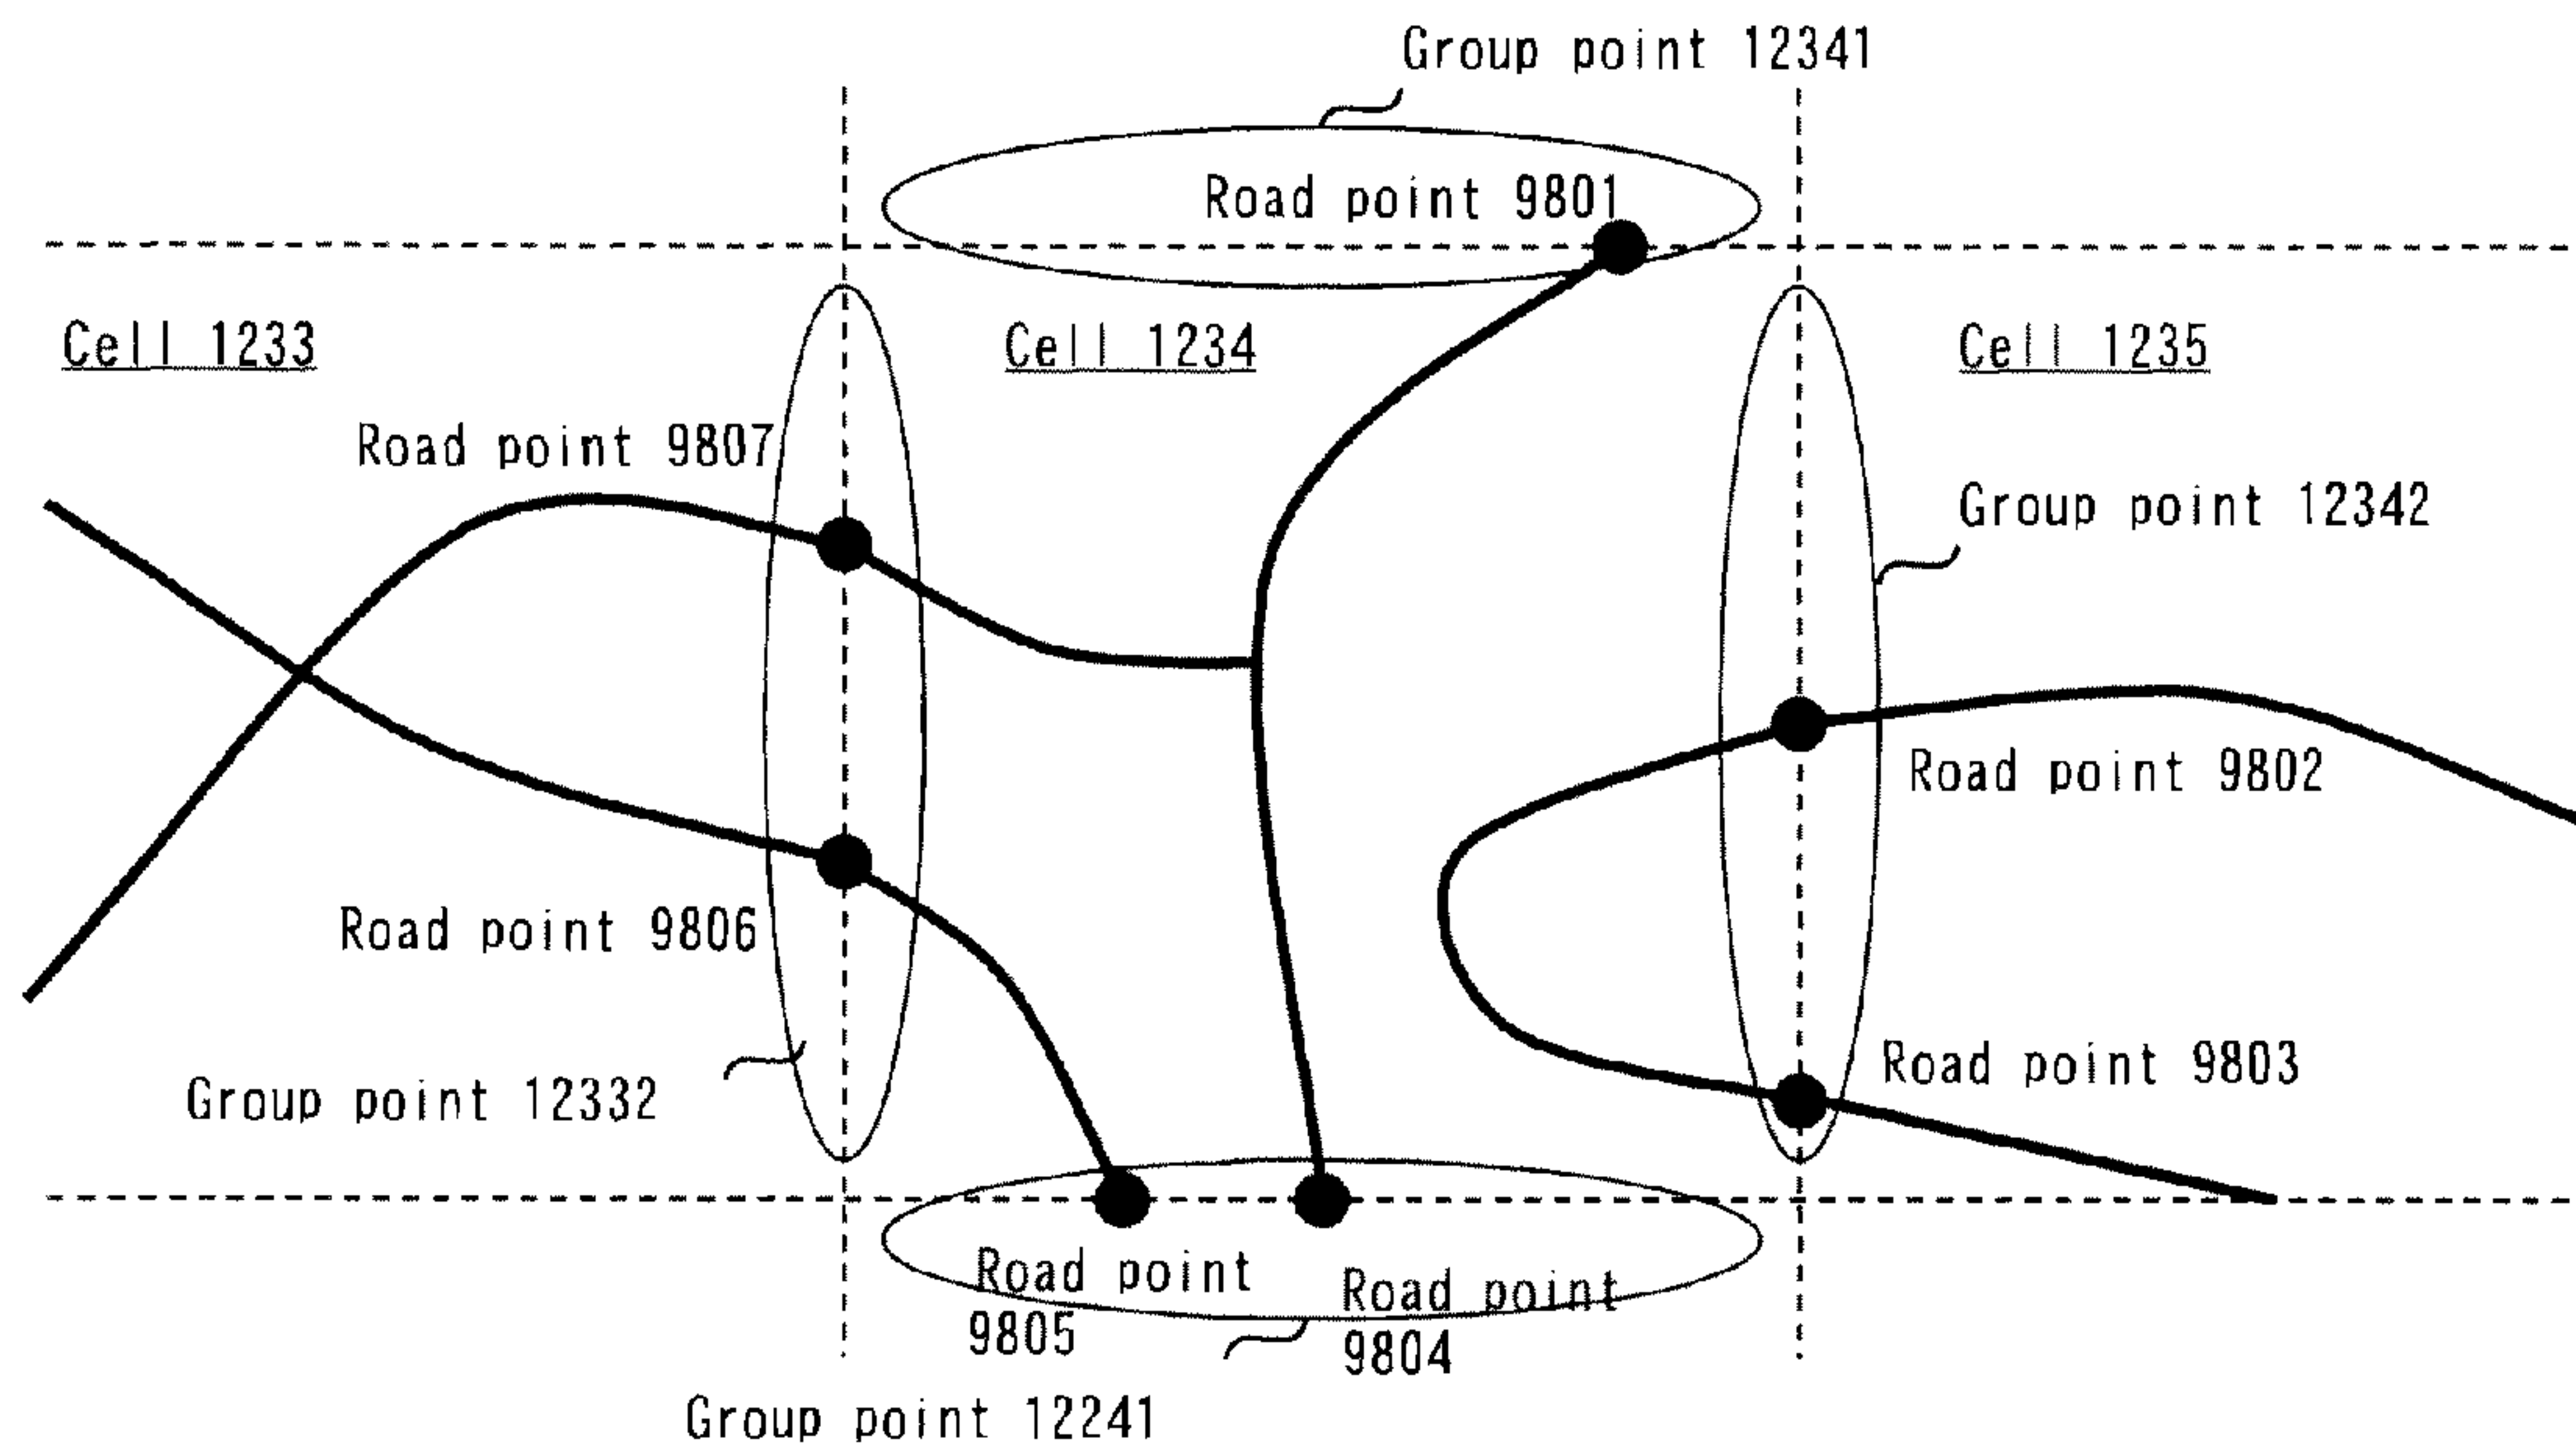 Group point 12341
Road point 9801
Cell 1233
Cell 1234
Cell 1235
Road point 9807
Group point 12342
Road point 9802
Road point 9806
Road point 9803
Group point 12332
Road point
9805
Road point
9804
Group point 12241